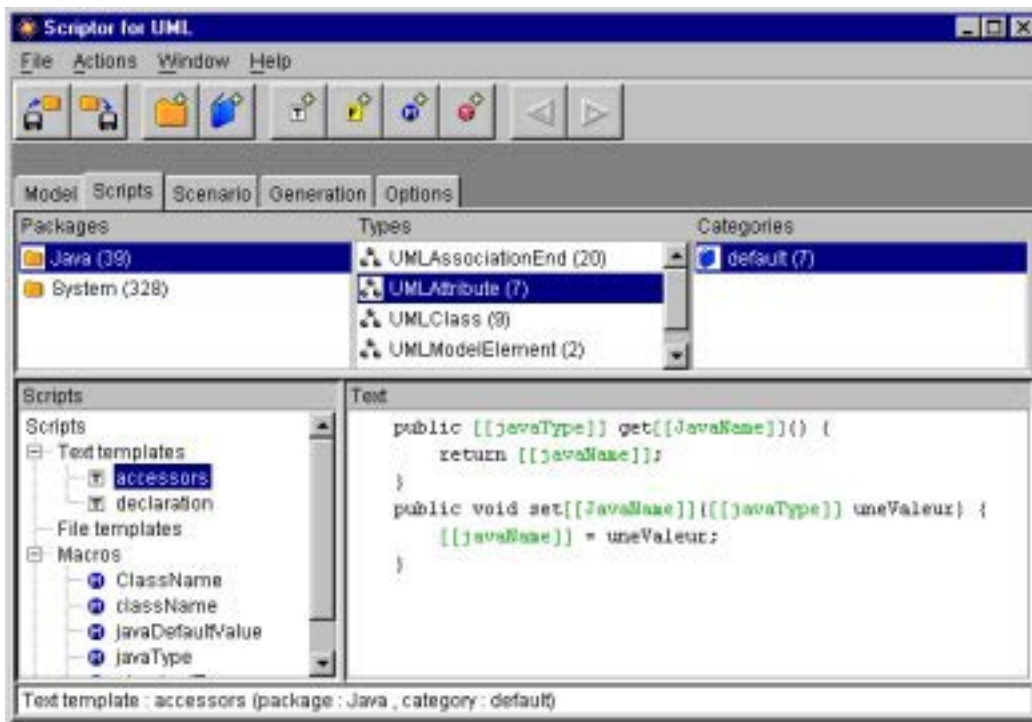 Scriptor for UML
File Actions Window Help
Model Scripts Scenario Generation Options
Packages Types Categories
Java (39) UMLAssociationEnd (20) default (7)
System (328) UMLAttribute (7)
UMLClass (9)
UMLModelElement (2)
Scripts
Scripts
Text templates
accessors
declaration
File templates
Macros
ClassName
className
javaDefaultValue
javaType
Text
public [[javaType]] get[[JavaName]]() {
return [[javaName]];
}
public void set[[JavaName]]([[javaType]] uneValeur) {
[[javaName]] = uneValeur;
}
Text template : accessors (package : Java , category : default)